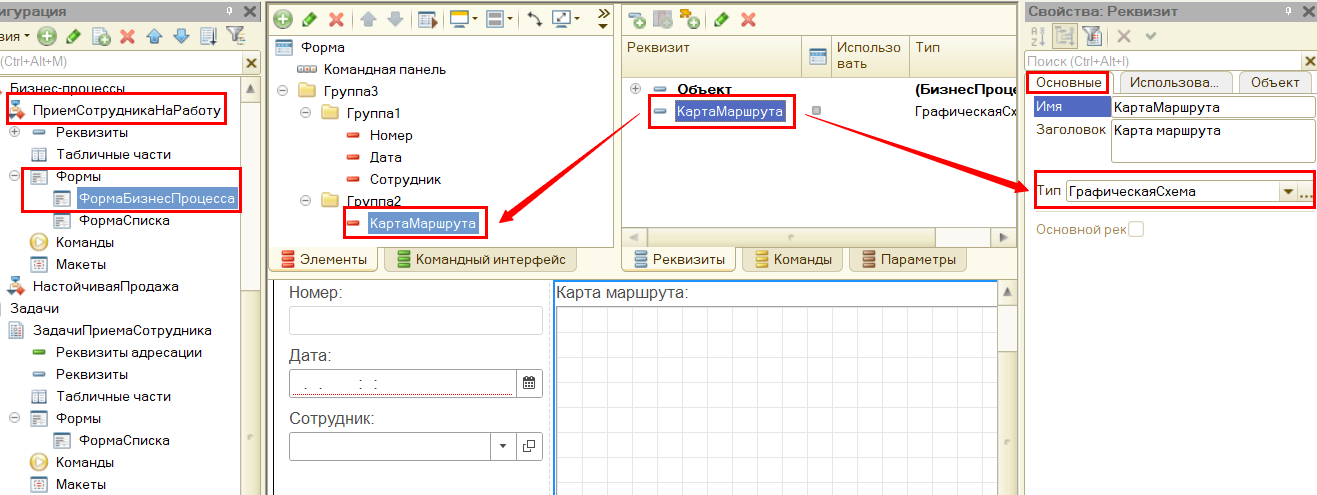 игурация
вия
(Ctrl+Alt+M)
Бизнес-процессы
ПриемСотрудникаНаРаботу
Реквизиты
Табличные части
Формы
ФормаБизнесПроцесса
ФормаСписка
Команды
Макеты
НастойчиваяПродажа
Задачи
ЗадачиПриемаСотрудника
Реквизиты адресации
Реквизиты
Табличные части
Формы
ФормаСписка
Команды
Макеты
Форма
Командная панель
Группа3
Группа1
Номер
Дата
Сотрудник
Группа2
КартаМаршрута
Элементы
Командный интерфейс
Реквизит
Использо
вать
Тип
Объект
(БизнесПроце
КартаМаршрута
ГрафическаяСх
Реквизиты
Команды
Параметры
Номер:
Дата:
. . : :
Сотрудник:
Карта маршрута:
Свойства: Реквизит
Поиск (Ctrl+Alt+I)
Основные
Использова...
Объект
Имя
КартаМаршрута
Заголовок
Карта маршрута
Тип
ГрафическаяСхема
...
Основной рек